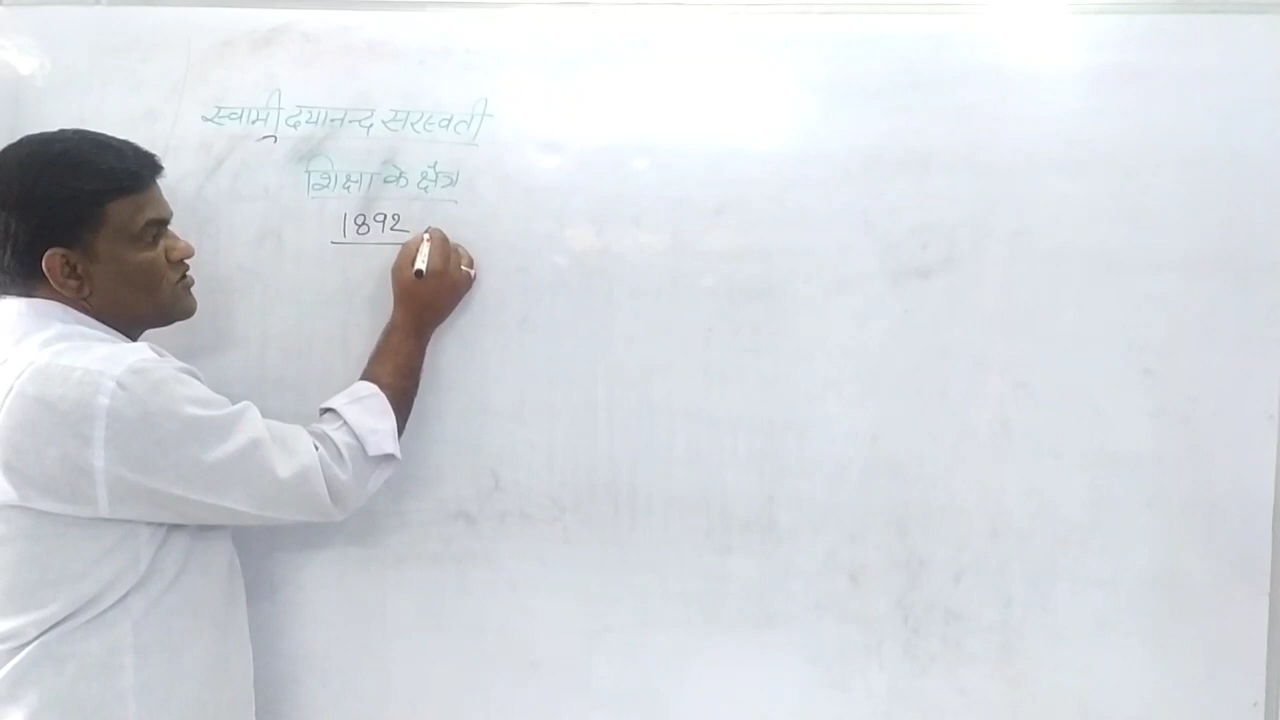 स्वामी दयानन्द सरस्वती
शिक्षा के क्षेत्र
1892